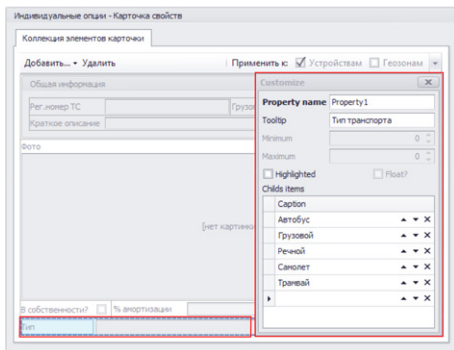 Индивидуальные опции - Карточка свойств
Коллекция элементов карточки
Добавить... Удалить Применить к: Устройствам Геозонам
Общая информация
Customize
Рег.номер ТС Грузо
Property name Property1
Краткое описание
Tooltip Тип транспорта
Фото
Minimum 0
Maximum 0
Highlighted Float?
Childs items
Caption
Автобус
[нет картинки
Грузовой
Речной
Самолет
Трамвай
В собственности? % амортизации
Тип